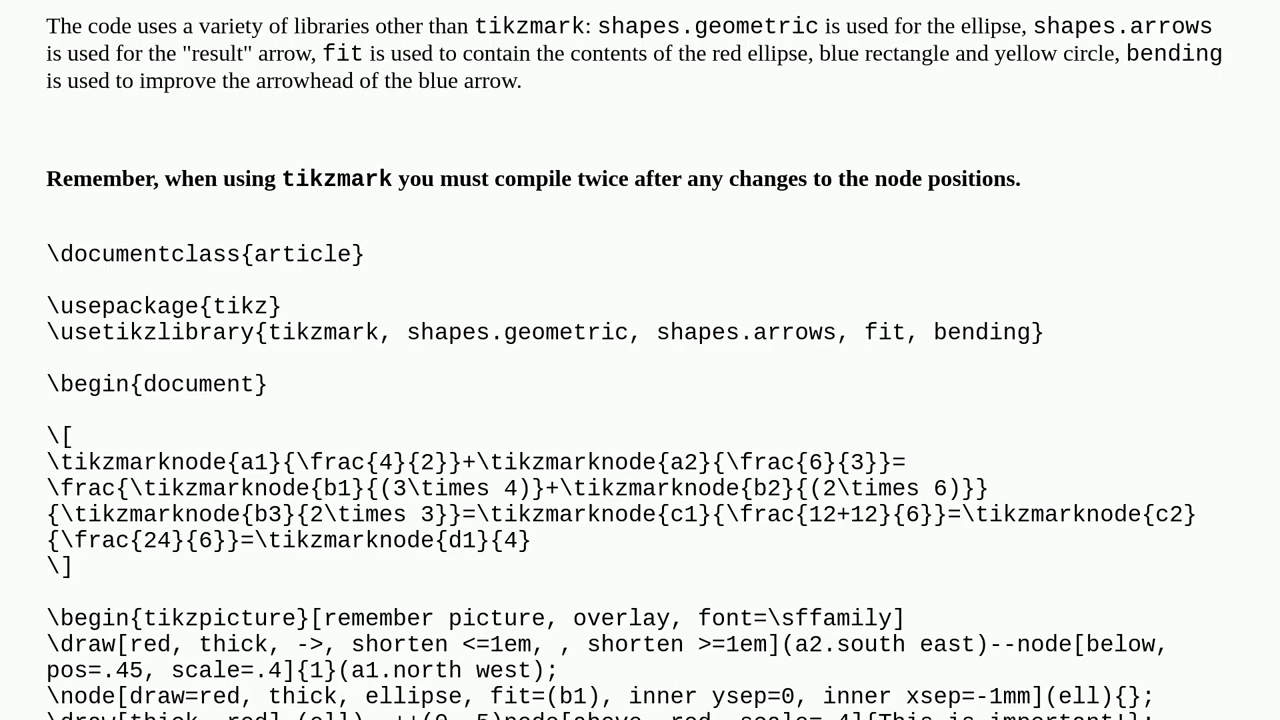 The code uses a variety of libraries other than tikzmark: shapes.geometric is used for the ellipse, shapes.arrows
is used for the "result" arrow, fit is used to contain the contents of the red ellipse, blue rectangle and yellow circle, bending
is used to improve the arrowhead of the blue arrow.
Remember, when using tikzmark you must compile twice after any changes to the node positions.
\documentclass{article}
\usepackage{tikz}
\usetikzlibrary{tikzmark, shapes.geometric, shapes.arrows, fit, bending}
\begin{document}
\[
\tikzmarknode{a1}{\frac{4}{2}}+\tikzmarknode{a2}{\frac{6}{3}}=
\frac{\tikzmarknode{b1}{(3\times 4)}+\tikzmarknode{b2}{(2\times 6)}}
{\tikzmarknode{b3}{2\times 3}}=\tikzmarknode{c1}{\frac{12+12}{6}}=\tikzmarknode{c2}
{\frac{24}{6}}=\tikzmarknode{d1}{4}
\]
\begin{tikzpicture}[remember picture, overlay, font=\sffamily]
\draw[red, thick, ->, shorten <=1em, , shorten >=1em](a2.south east)--node[below,
pos=.45, scale=.4]{1}(a1.north west);
\node[draw=red, thick, ellipse, fit=(b1), inner ysep=0, inner xsep=-1mm](ell){};